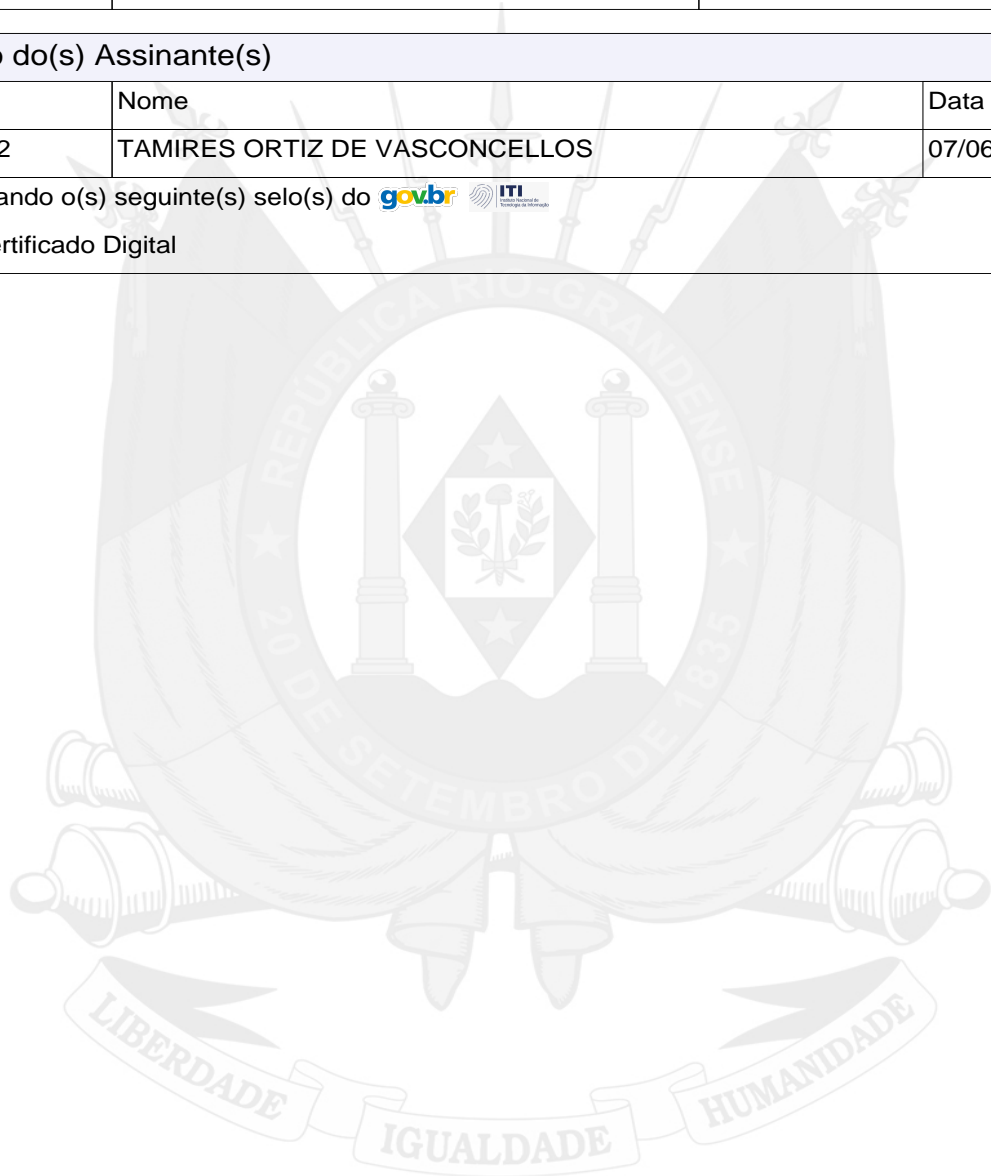 o do(s) Assinante(s)
Nome
Data
2
TAMIRES ORTIZ DE VASCONCELLOS
07/06
ando o(s) seguinte(s) selo(s) do gov.br ITI
ertificado Digital
REPÚBLICA RIO-GRANDENSE
20 DE SETEMBRO DE 1835
LIBERDADE
IGUALDADE
HUMANIDADE